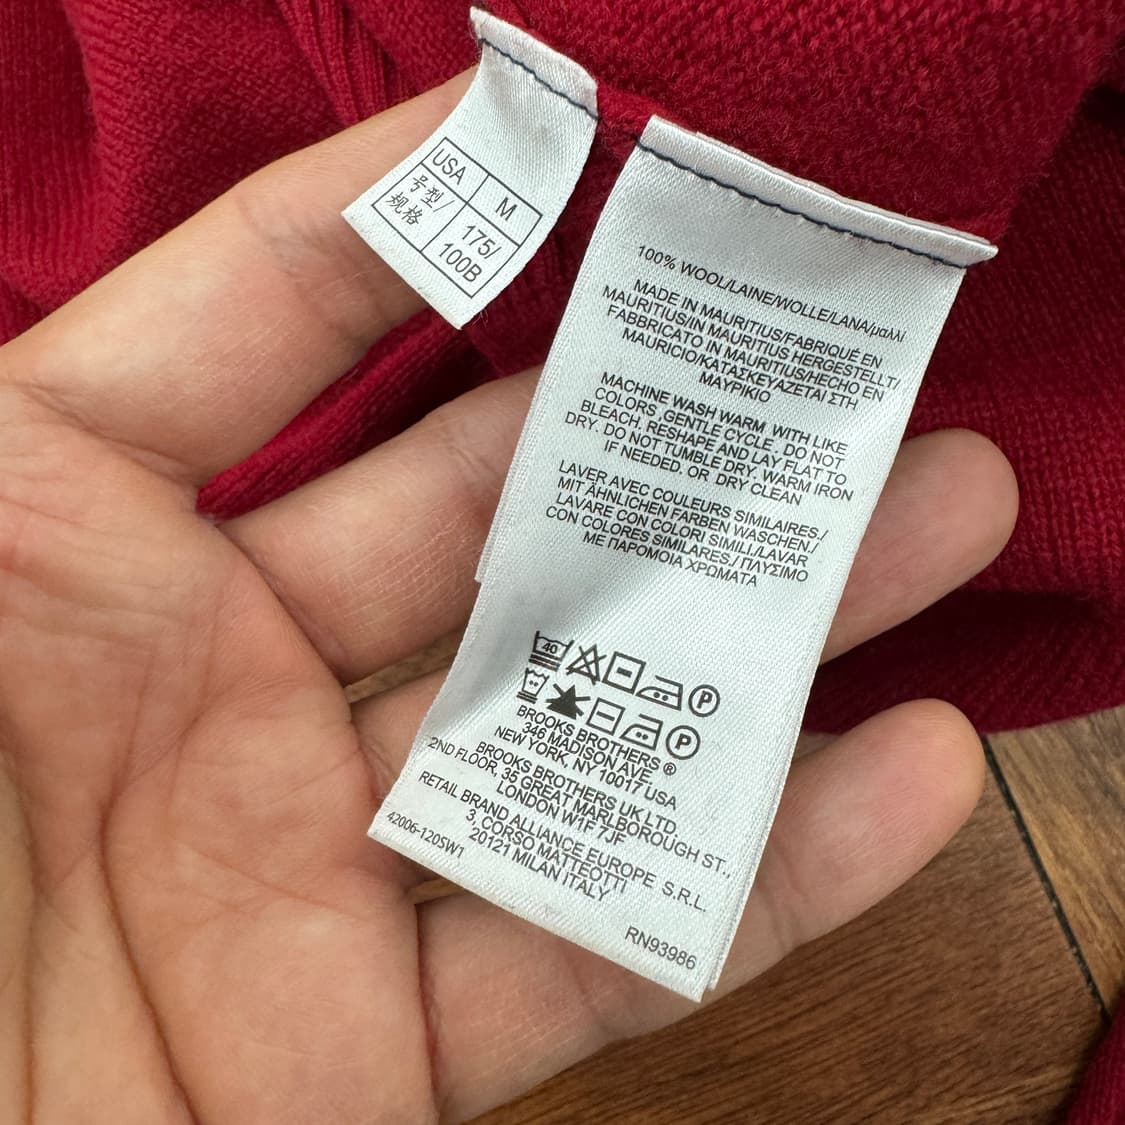 USA M
号型/ 175/
规格 100B
100% WOOL/LAINE/WOLLE/LANA/μαλλί
MADE IN MAURITIUS/FABRIQUÉ EN
MAURITIUS/IN MAURITIUS HERGESTELLT/
FABBRICATO IN MAURITIUS/HECHO EN
MAURICIO/ΚΑΤΑΣΚΕΥΑΖΕΤΑΙ ΣΤΗ
ΜΑΥΡΙΚΙΟ
MACHINE WASH WARM WITH LIKE
COLORS ,GENTLE CYCLE . DO NOT
BLEACH. RESHAPE AND LAY FLAT TO
DRY. DO NOT TUMBLE DRY. WARM IRON
IF NEEDED. OR DRY CLEAN
LAVER AVEC COULEURS SIMILAIRES./
MIT ÄHNLICHEN FARBEN WASCHEN./
LAVARE CON COLORI SIMILI/LAVAR
CON COLORES SIMILARES./ ΠΛΥΣΙΜΟ
ΜΕ ΠΑΡΟΜΟΙΑ ΧΡΩΜΑΤΑ
40 P
P
BROOKS BROTHERS ®
346 MADISON AVE.
NEW YORK, NY 10017 USA
BROOKS BROTHERS UK LTD.
2ND FLOOR, 35 GREAT MARLBOROUGH ST.,
LONDON W1F 7JF
RETAIL BRAND ALLIANCE EUROPE S.R.L.
3, CORSO MATTEOTTI
20121 MILAN ITALY
42006-120SW1
RN93986